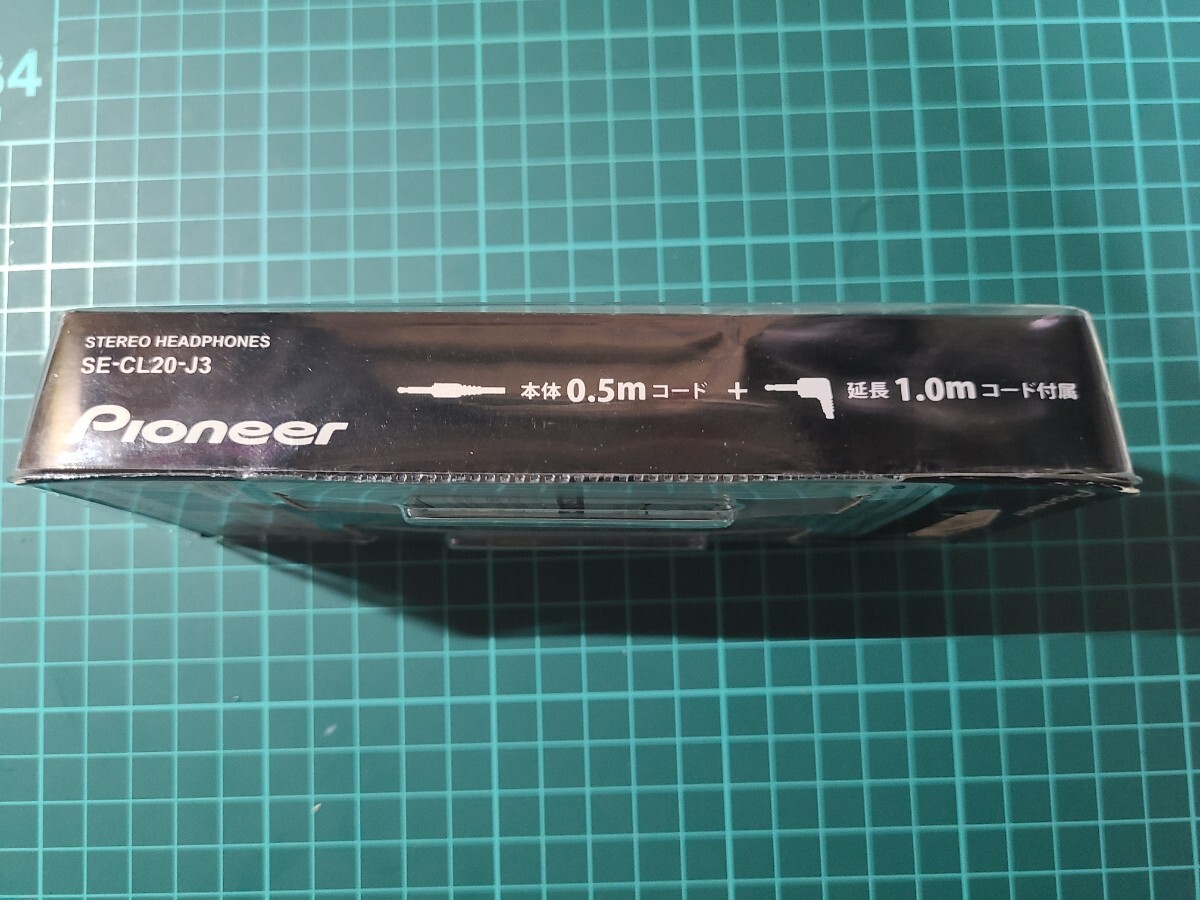 STEREO HEADPHONES
SE-CL20-J3
Pioneer
本体 0.5m コード + 延長 1.0m コード付属